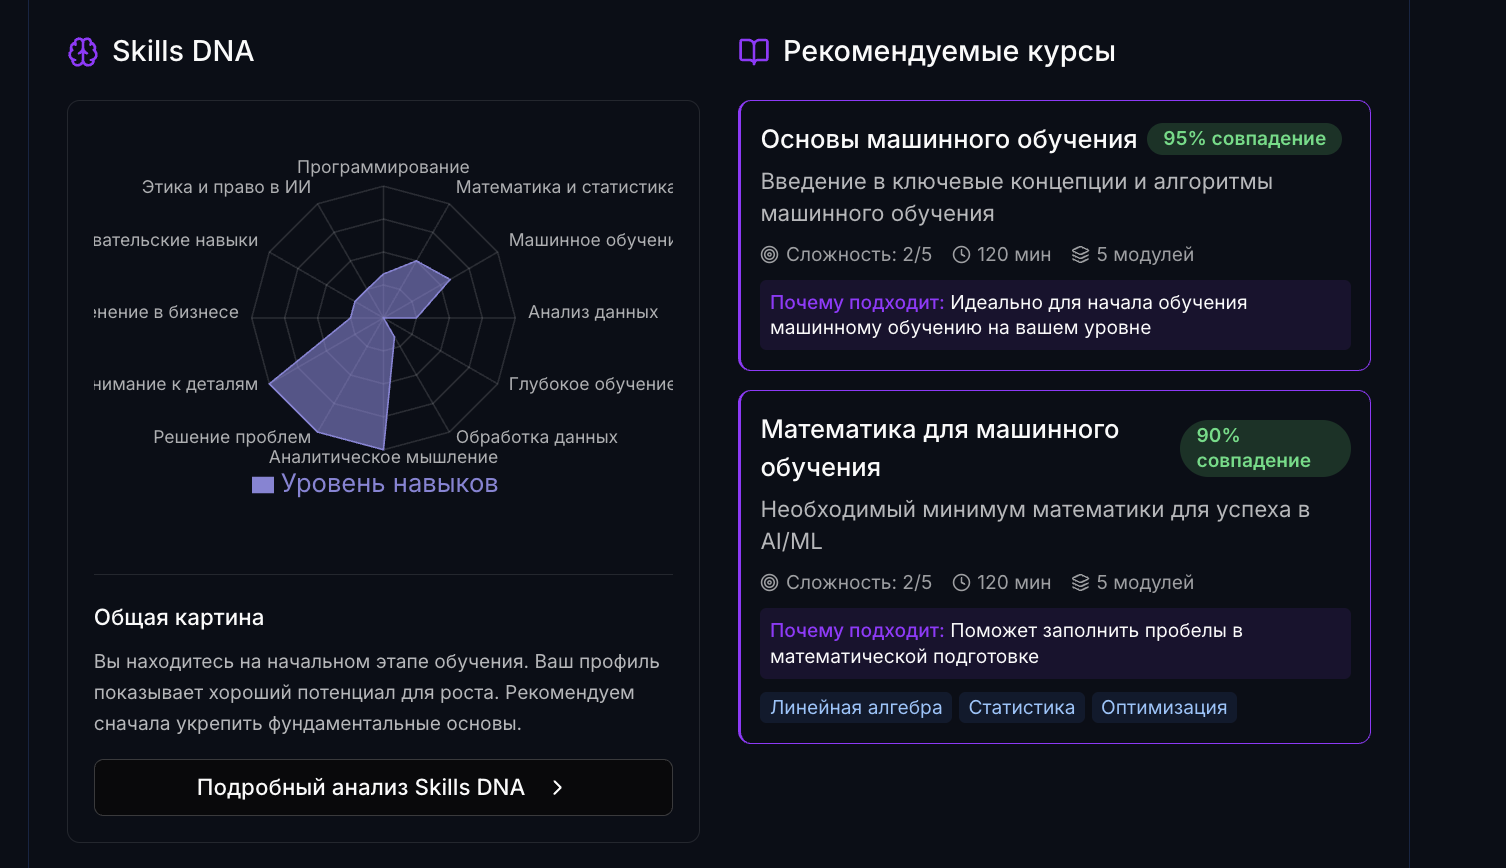 Skills DNA
Программирование
Этика и право в ИИ
Математика и статистика
вательские навыки
Машинное обучени
нение в бизнесе
Анализ данных
нимание к деталям
Глубокое обучение
Решение проблем
Обработка данных
Аналитическое мышление
Уровень навыков
Общая картина
Вы находитесь на начальном этапе обучения. Ваш профиль
показывает хороший потенциал для роста. Рекомендуем
сначала укрепить фундаментальные основы.
Подробный анализ Skills DNA
Рекомендуемые курсы
Основы машинного обучения
95% совпадение
Введение в ключевые концепции и алгоритмы
машинного обучения
Сложность: 2/5 120 мин 5 модулей
Почему подходит: Идеально для начала обучения
машинному обучению на вашем уровне
Математика для машинного
обучения
90%
совпадение
Необходимый минимум математики для успеха в
AI/ML
Сложность: 2/5 120 мин 5 модулей
Почему подходит: Поможет заполнить пробелы в
математической подготовке
Линейная алгебра Статистика Оптимизация